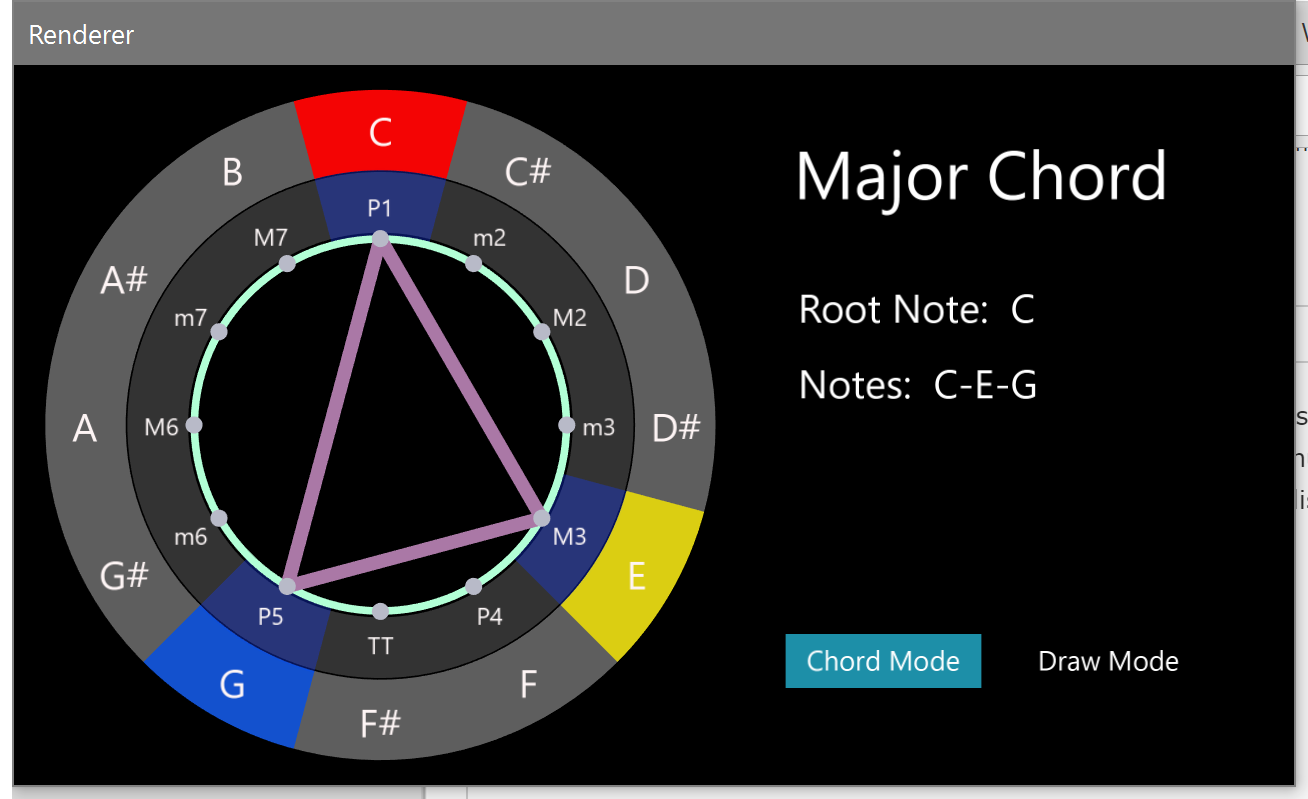 Renderer
C
B
C#
P1
M7
m2
A#
D
m7
M2
A
M6
m3
D#
m6
M3
G#
E
P5
P4
TT
G
F
F#
Major Chord
Root Note: C
Notes: C-E-G
Chord Mode
Draw Mode